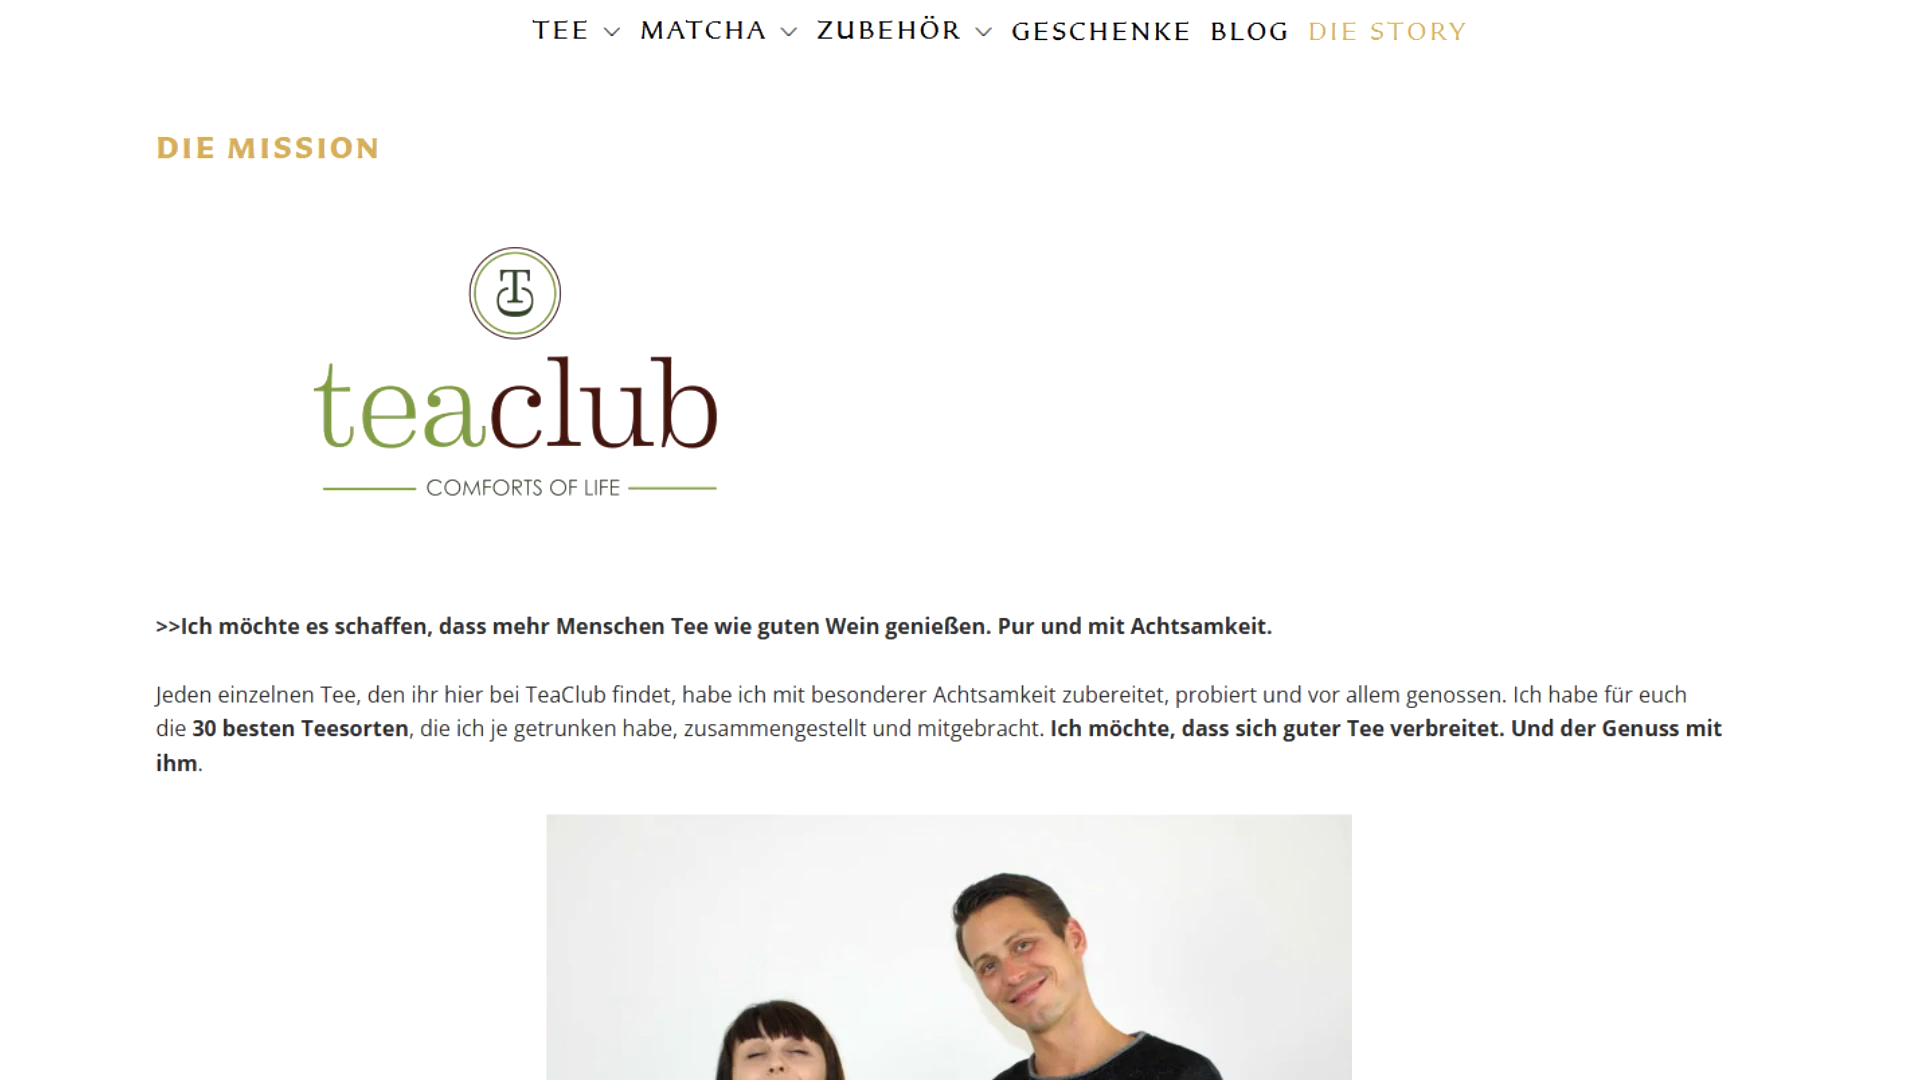 TEE MATCHA ZUBEHÖR GESCHENKE BLOG DIE STORY
DIE MISSION
teaclub
COMFORTS OF LIFE
>>Ich möchte es schaffen, dass mehr Menschen Tee wie guten Wein genießen. Pur und mit Achtsamkeit.
Jeden einzelnen Tee, den ihr hier bei TeaClub findet, habe ich mit besonderer Achtsamkeit zubereitet, probiert und vor allem genossen. Ich habe für euch
die 30 besten Teesorten, die ich je getrunken habe, zusammengestellt und mitgebracht. Ich möchte, dass sich guter Tee verbreitet. Und der Genuss mit
ihm.